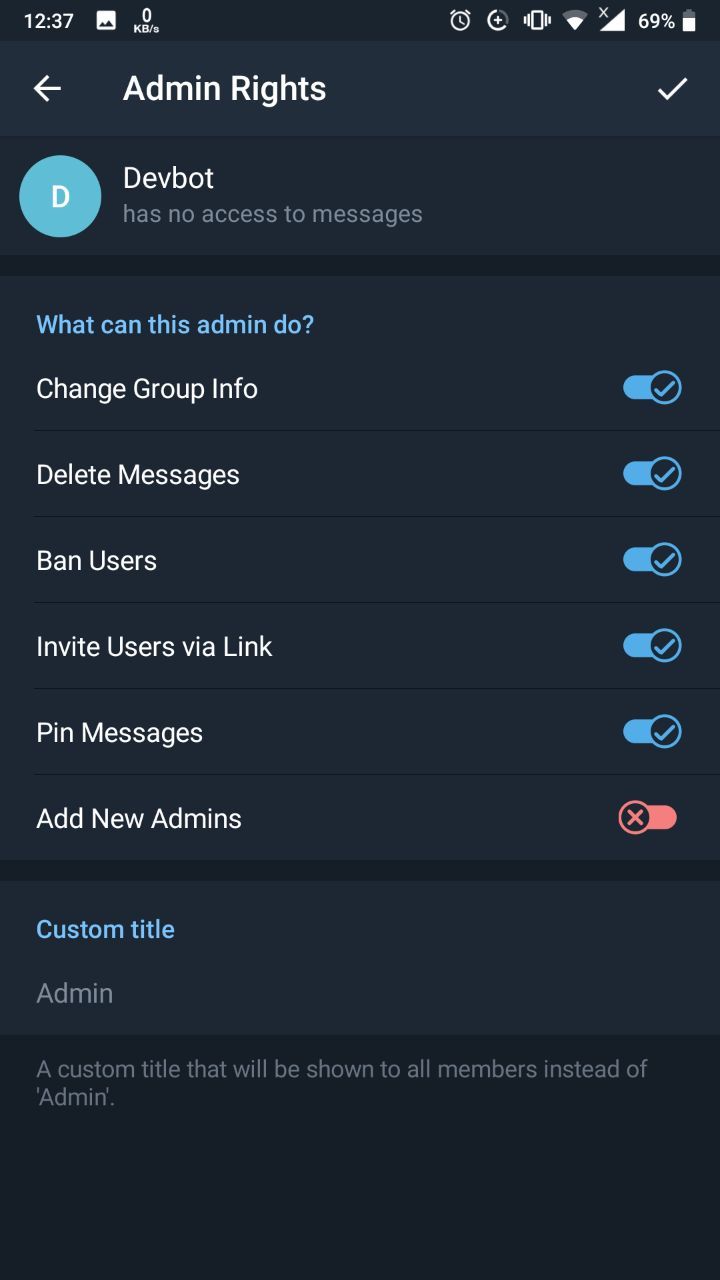 12:37 0 KB/s X 69%
Admin Rights
D
Devbot
has no access to messages
What can this admin do?
Change Group Info
Delete Messages
Ban Users
Invite Users via Link
Pin Messages
Add New Admins
Custom title
Admin
A custom title that will be shown to all members instead of
'Admin'.